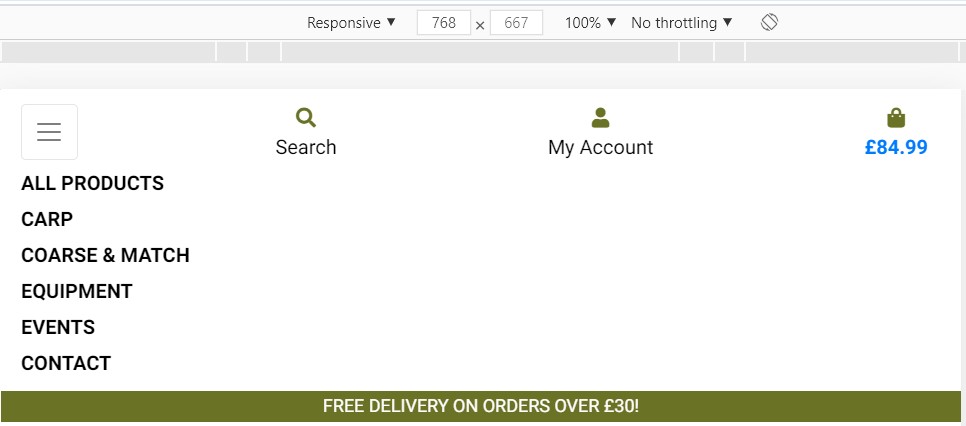 Responsive ▼ 768 × 667 100% ▼ No throttling ▼
Search My Account £84.99
ALL PRODUCTS
CARP
COARSE & MATCH
EQUIPMENT
EVENTS
CONTACT
FREE DELIVERY ON ORDERS OVER £30!